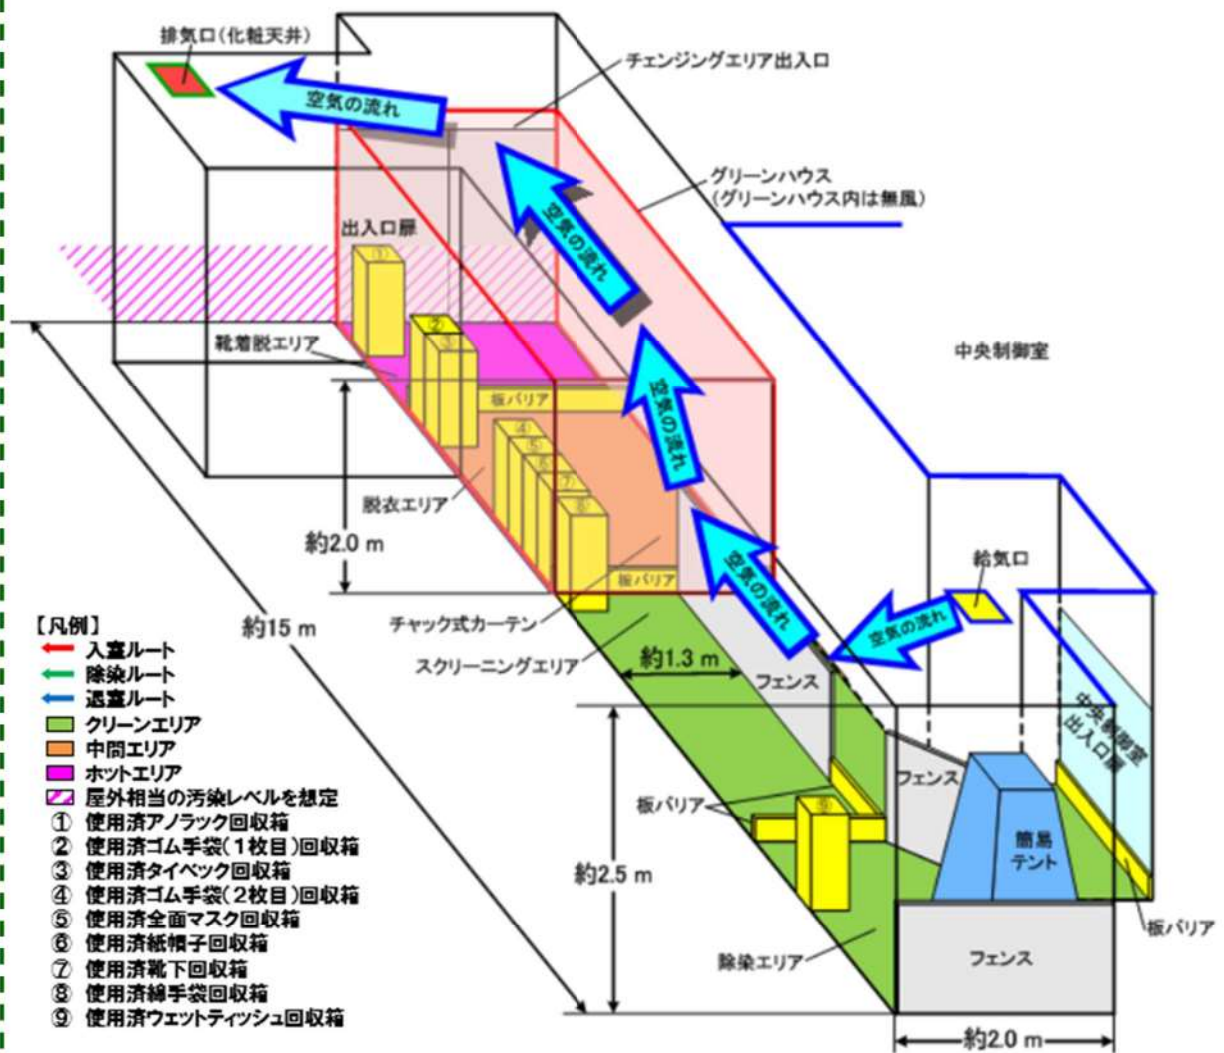 排気口(化粧天井)
チェンジングエリア出入口
空気の流れ
グリーンハウス
(グリーンハウス内は無風)
空気の流れ
出入口扉
①
②
③
中央制御室
靴着脱エリア
板バリア
空気の流れ
④
⑤
⑥
⑦
⑧
脱衣エリア
約2.0 m
板バリア
空気の流れ
給気口
空気の流れ
チャック式カーテン
スクリーニングエリア
約1.3 m
フェンス
約15 m
中央制御室
出入口扉
フェンス
板バリア
⑨
簡易
テント
約2.5 m
板バリア
除染エリア
フェンス
約2.0 m
【凡例】
入室ルート
除染ルート
退室ルート
クリーンエリア
中間エリア
ホットエリア
屋外相当の汚染レベルを想定
① 使用済アノラック回収箱
② 使用済ゴム手袋(1枚目)回収箱
③ 使用済タイベック回収箱
④ 使用済ゴム手袋(2枚目)回収箱
⑤ 使用済全面マスク回収箱
⑥ 使用済紙帽子回収箱
⑦ 使用済靴下回収箱
⑧ 使用済綿手袋回収箱
⑨ 使用済ウェットティッシュ回収箱